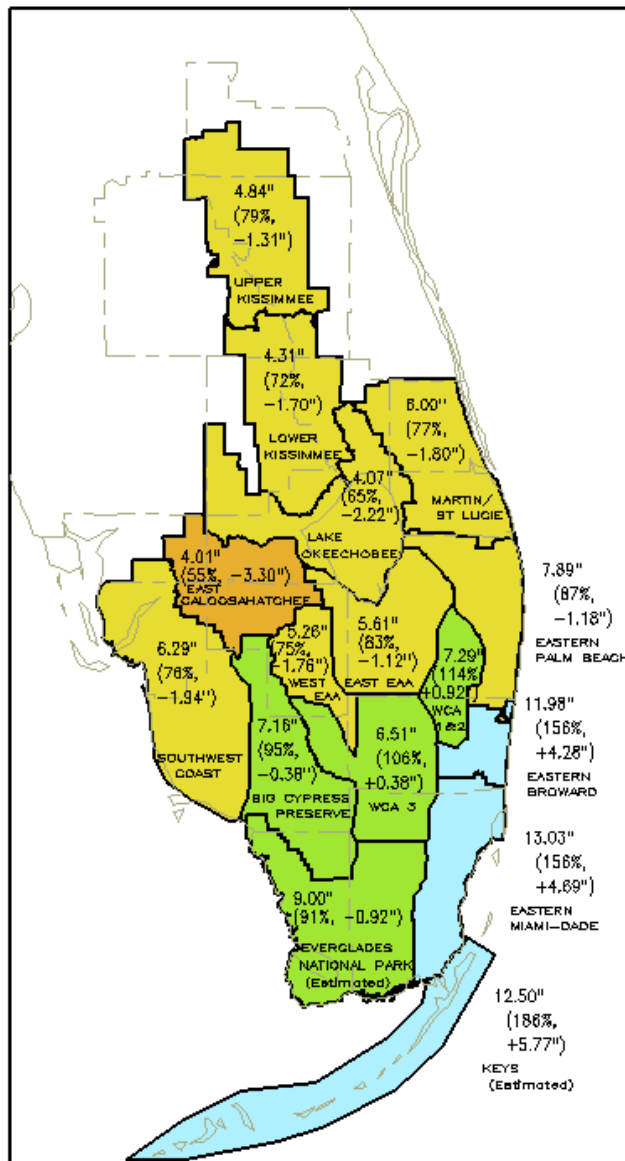 4.84"
(79%,
-1.31")
UPPER
KISSIMMEE
4.31"
(72%,
-1.70")
LOWER
KISSIMMEE
6.00"
(77%,
-1.80")
MARTIN/
ST LUCIE
4.07"
(65%,
-2.22")
LAKE
OKEECHOBEE
4.01"
(55%, -3.30")
EAST
CALOOSAHATCHEE
7.89"
(87%,
-1.18")
EASTERN
PALM BEACH
5.26"
(75%,
-1.76")
WEST
EAA
5.61"
(83%,
-1.12")
EAST EAA
7.29"
(114%
+0.92")
WCA
1&2
6.29"
(76%,
-1.94")
SOUTHWEST
COAST
7.16"
(95%,
-0.38")
BIG CYPRESS
PRESERVE
6.51"
(106%,
+0.38")
WCA 3
11.98"
(156%,
+4.28")
EASTERN
BROWARD
13.03"
(156%,
+4.69")
EASTERN
MIAMI-DADE
9.00"
(91%, -0.92")
EVERGLADES
NATIONAL PARK
(Estimated)
12.50"
(186%,
+5.77")
KEYS
(Estimated)